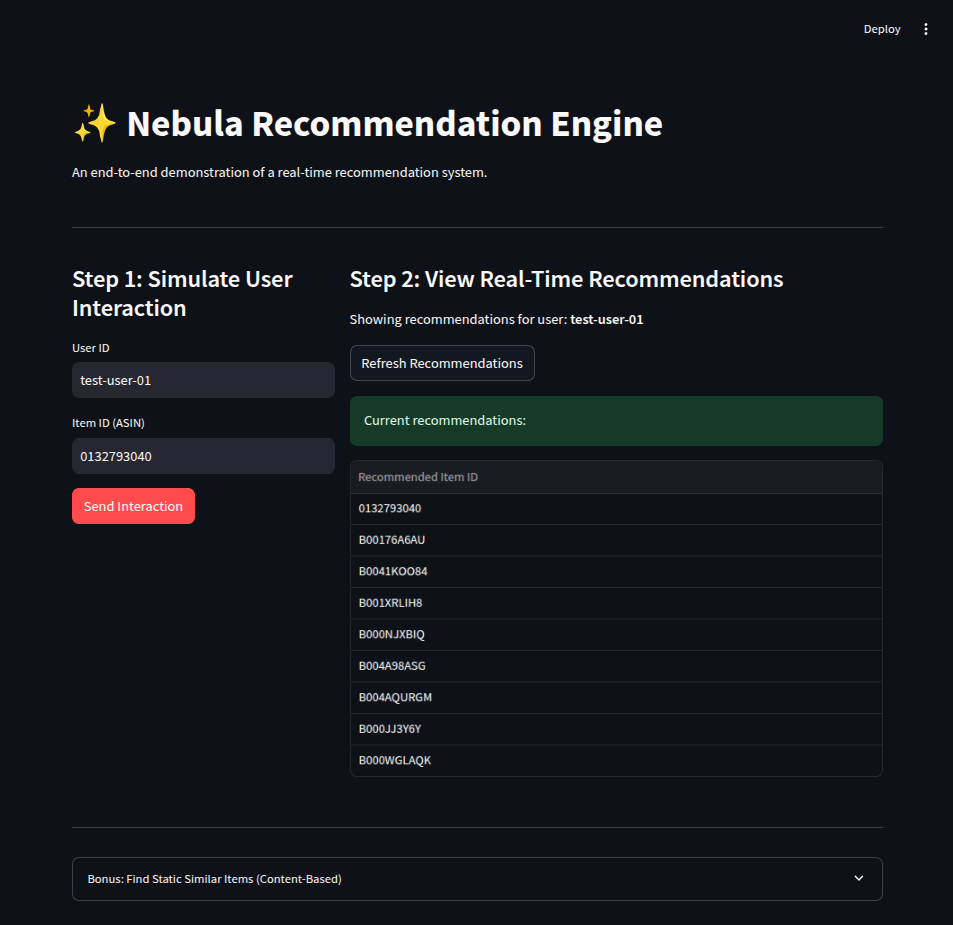 Deploy
✨ Nebula Recommendation Engine
An end-to-end demonstration of a real-time recommendation system.
Step 1: Simulate User
Interaction
User ID
test-user-01
Item ID (ASIN)
0132793040
Send Interaction
Step 2: View Real-Time Recommendations
Showing recommendations for user: test-user-01
Refresh Recommendations
Current recommendations:
Recommended Item ID
0132793040
B00176A6AU
B0041KOO84
B001XRLIH8
B000NJXBIQ
B004A98ASG
B004AQURGM
B000JJ3Y6Y
B000WGLAQK
Bonus: Find Static Similar Items (Content-Based)